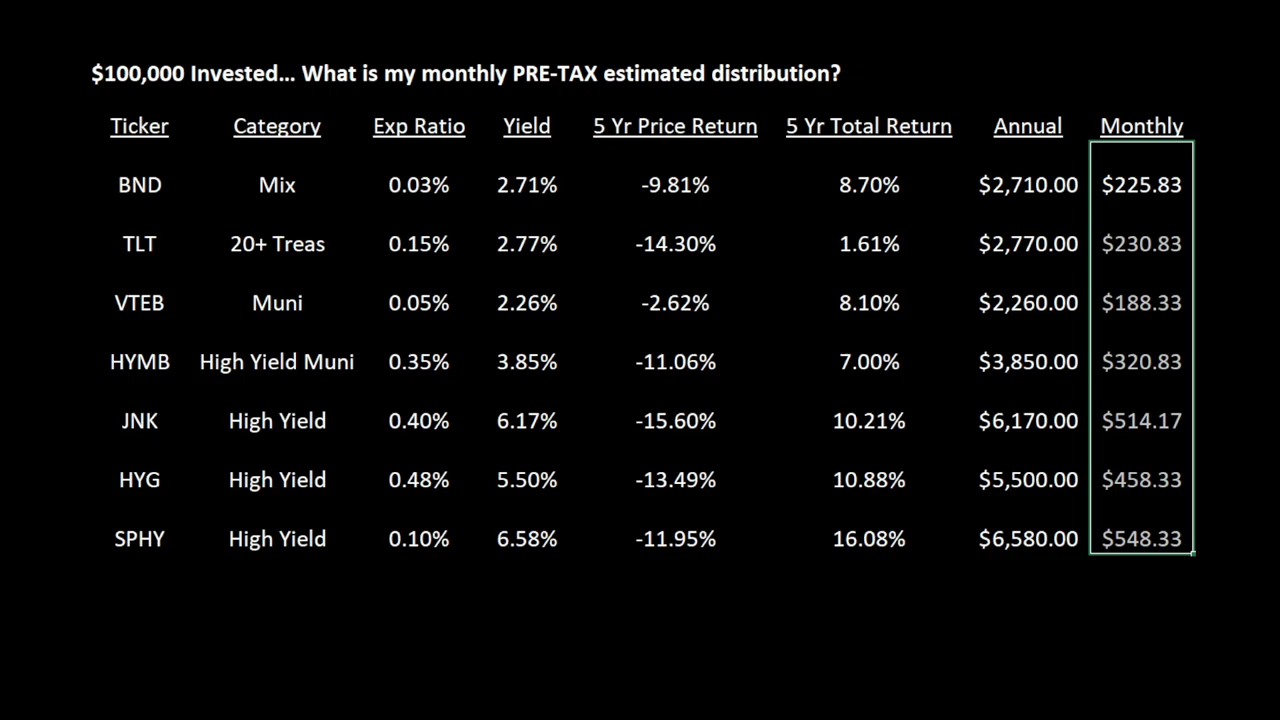 $100,000 Invested... What is my monthly PRE-TAX estimated distribution?
Ticker Category Exp Ratio Yield 5 Yr Price Return 5 Yr Total Return Annual Monthly
BND Mix 0.03% 2.71% -9.81% 8.70% $2,710.00 $225.83
TLT 20+ Treas 0.15% 2.77% -14.30% 1.61% $2,770.00 $230.83
VTEB Muni 0.05% 2.26% -2.62% 8.10% $2,260.00 $188.33
HYMB High Yield Muni 0.35% 3.85% -11.06% 7.00% $3,850.00 $320.83
JNK High Yield 0.40% 6.17% -15.60% 10.21% $6,170.00 $514.17
HYG High Yield 0.48% 5.50% -13.49% 10.88% $5,500.00 $458.33
SPHY High Yield 0.10% 6.58% -11.95% 16.08% $6,580.00 $548.33